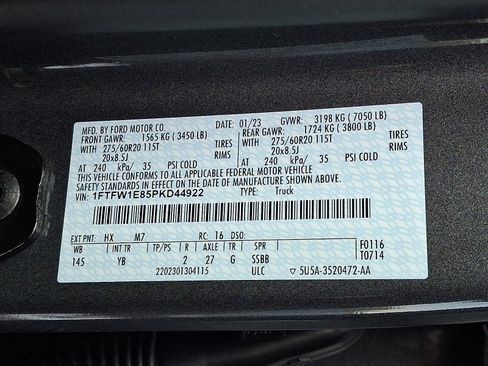 MFD. BY FORD MOTOR CO. 01/23 GVWR: 3198 KG (7050 LB)
FRONT GAWR: 1565 KG (3450 LB) REAR GAWR: 1724 KG (3800 LB)
WITH 275/60R20 115T TIRES WITH 275/60R20 115T TIRES
20x8.5J 20x8.5J
AT 240 kPa/ 35 PSI COLD AT 240 kPa/ 35 PSI COLD
THIS VEHICLE CONFORMS TO ALL APPLICABLE FEDERAL MOTOR VEHICLE
SAFETY STANDARDS IN EFFECT ON THE DATE OF MANUFACTURE SHOWN ABOVE.
VIN: 1FTFW1E85PKD44922 TYPE: Truck
EXT PNT: HX M7 RC: 16 DSO:
WB INT TR TP/PS R AXLE TR SPR F0116
145 YB 2 27 G SSBB T0714
2202301304115 ULC 5U5A-3520472-AA